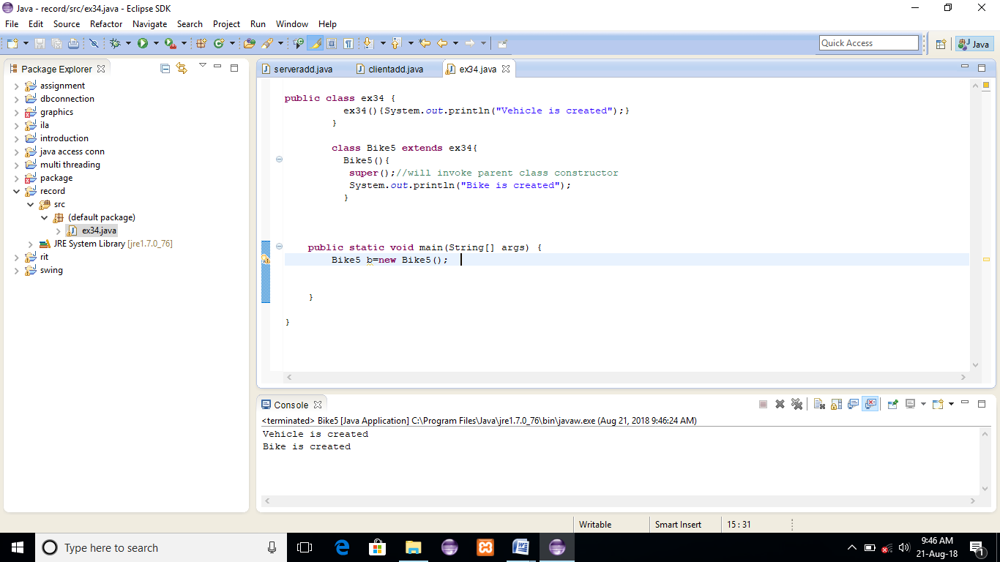 Java - record/src/ex34.java - Eclipse SDK
File Edit Source Refactor Navigate Search Project Run Window Help
Quick Access
Java
Package Explorer
assignment
dbconnection
graphics
ila
introduction
java access conn
multi threading
package
record
src
(default package)
ex34.java
JRE System Library [jre1.7.0_76]
rit
swing
serveradd.java clientadd.java ex34.java
public class ex34 {
ex34(){System.out.println("Vehicle is created");}
}
class Bike5 extends ex34{
Bike5(){
super();//will invoke parent class constructor
System.out.println("Bike is created");
}
public static void main(String[] args) {
Bike5 b=new Bike5();
}
}
Console
<terminated> Bike5 [Java Application] C:\Program Files\Java\jre1.7.0_76\bin\javaw.exe (Aug 21, 2018 9:46:24 AM)
Vehicle is created
Bike is created
Writable Smart Insert 15 : 31
Type here to search
9:46 AM
21-Aug-18
1